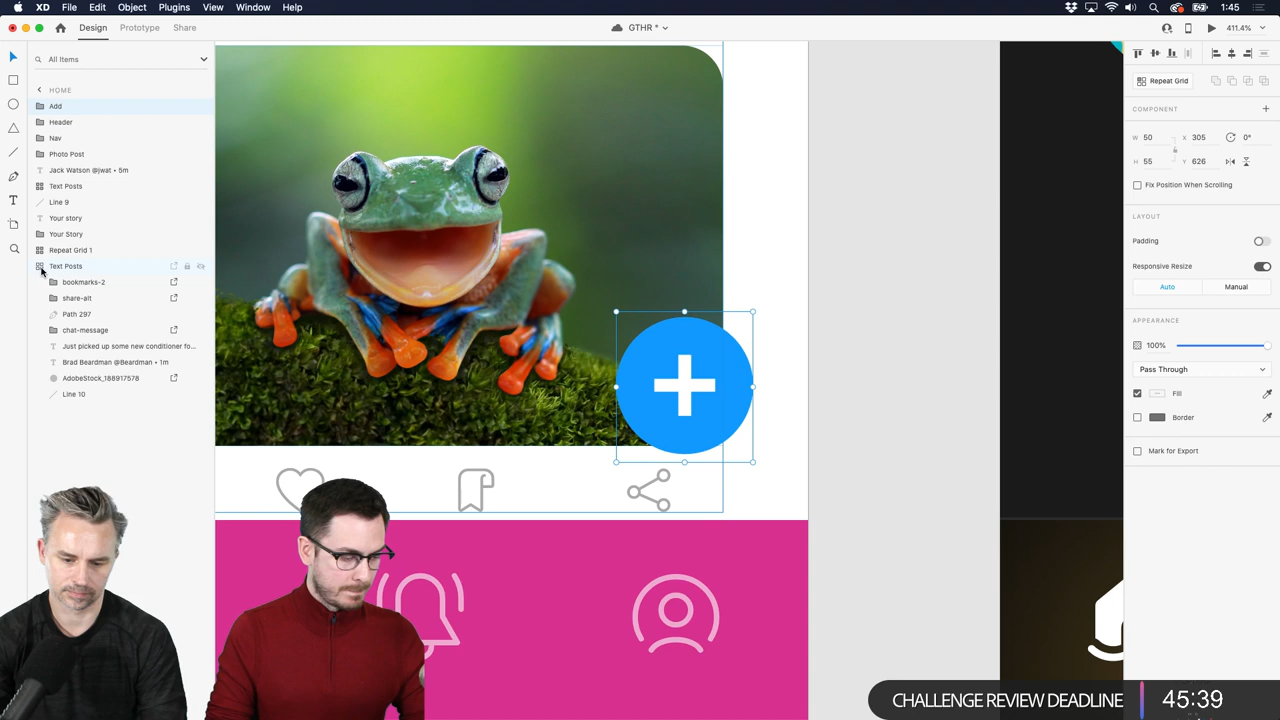 XD File Edit Object Plugins View Window Help 1:45
Design Prototype Share GTHR * 411.4%
All Items
HOME
Add
Header
Nav
Photo Post
Jack Watson @jwat • 5m
Text Posts
Line 9
Your story
Your Story
Repeat Grid 1
Text Posts
bookmarks-2
share-alt
Path 297
chat-message
Just picked up some new conditioner fo...
Brad Beardman @Beardman • 1m
AdobeStock_188917578
Line 10
Repeat Grid
COMPONENT
W 50 X 305 0°
H 55 Y 626
Fix Position When Scrolling
LAYOUT
Padding
Responsive Resize
Auto Manual
APPEARANCE
100%
Pass Through
Fill
Border
Mark for Export
CHALLENGE REVIEW DEADLINE 45:39